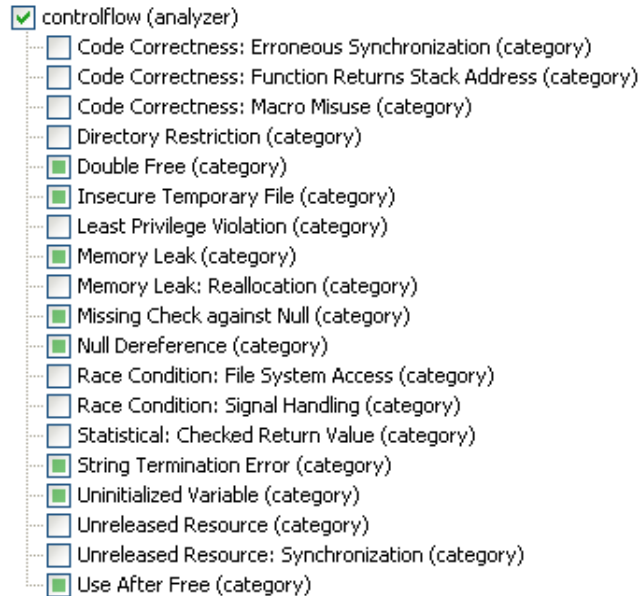 controlflow (analyzer)
Code Correctness: Erroneous Synchronization (category)
Code Correctness: Function Returns Stack Address (category)
Code Correctness: Macro Misuse (category)
Directory Restriction (category)
Double Free (category)
Insecure Temporary File (category)
Least Privilege Violation (category)
Memory Leak (category)
Memory Leak: Reallocation (category)
Missing Check against Null (category)
Null Dereference (category)
Race Condition: File System Access (category)
Race Condition: Signal Handling (category)
Statistical: Checked Return Value (category)
String Termination Error (category)
Uninitialized Variable (category)
Unreleased Resource (category)
Unreleased Resource: Synchronization (category)
Use After Free (category)